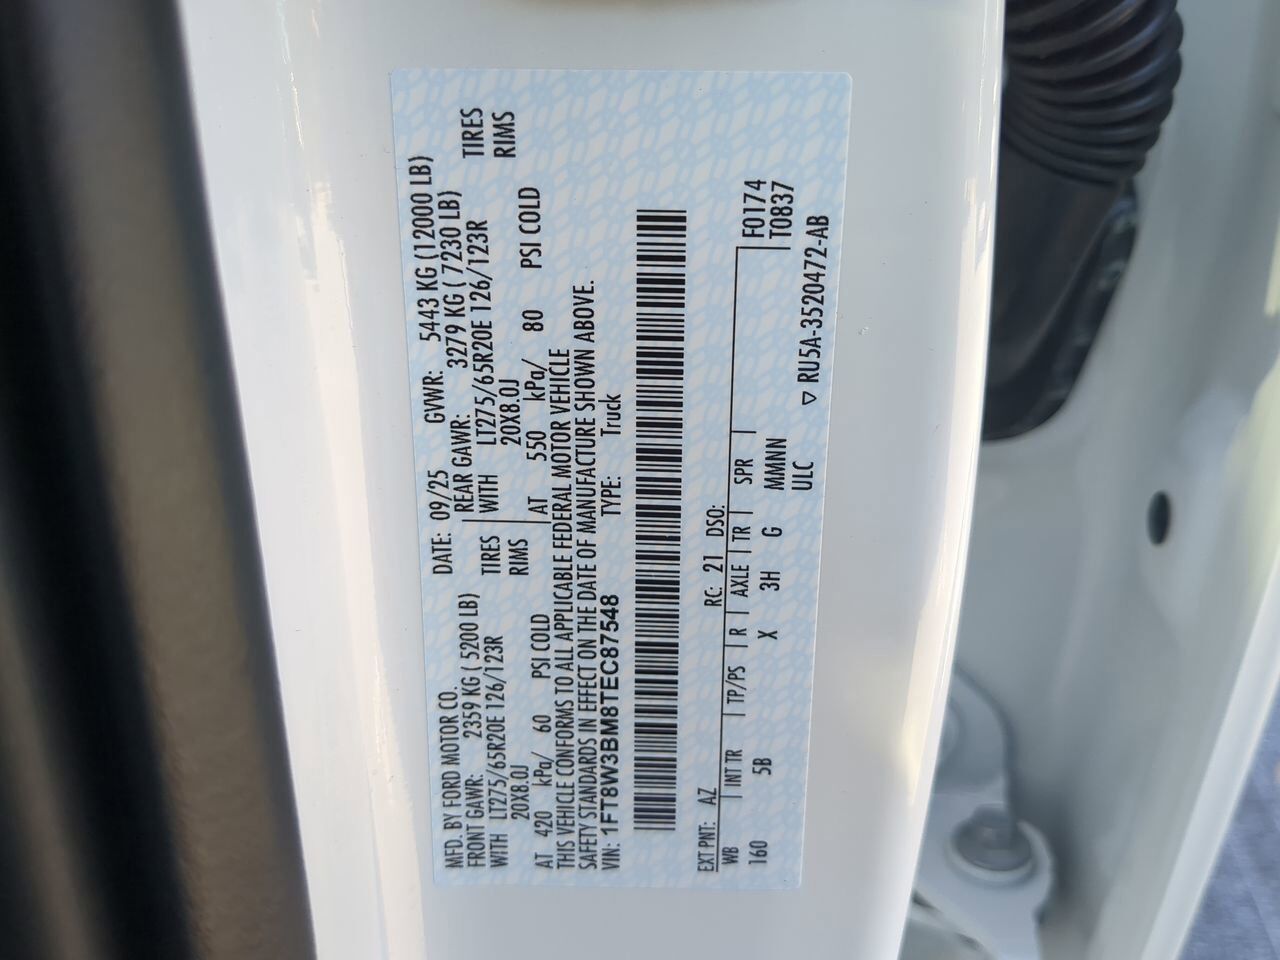 MFD. BY FORD MOTOR CO. DATE: 09/25 GVWR: 5443 KG (12000 LB)
FRONT GAWR: 2359 KG ( 5200 LB) REAR GAWR: 3279 KG ( 7230 LB)
WITH LT275/65R20E 126/123R TIRES WITH LT275/65R20E 126/123R TIRES
20X8.0J RIMS 20X8.0J RIMS
AT 420 kPa/ 60 PSI COLD AT 550 kPa/ 80 PSI COLD
THIS VEHICLE CONFORMS TO ALL APPLICABLE FEDERAL MOTOR VEHICLE
SAFETY STANDARDS IN EFFECT ON THE DATE OF MANUFACTURE SHOWN ABOVE.
VIN: 1FT8W3BM8TEC87548 TYPE: Truck
EXT PNT: AZ RC: 21 DSO:
WB INT TR TP/PS R AXLE TR SPR F0174
160 5B X 3H G MMNN T0837
ULC
▽ RU5A-3520472-AB